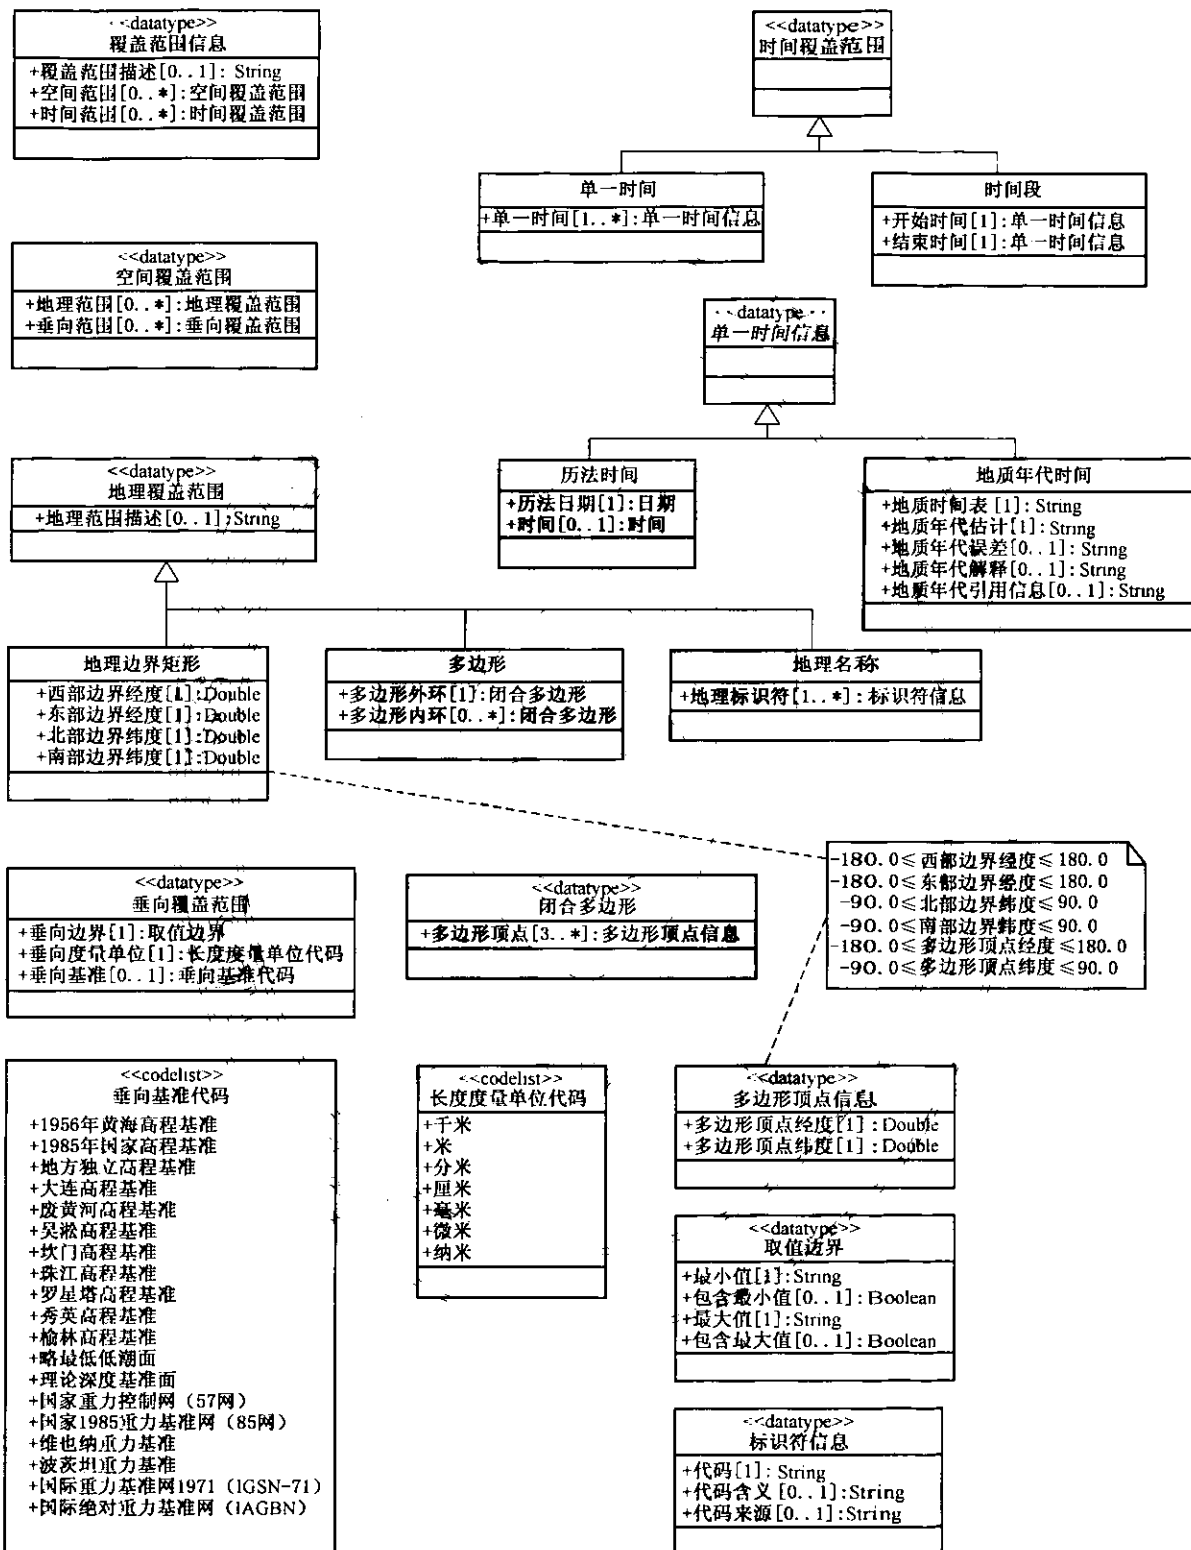 <<datatype>>
覆盖范围信息
+覆盖范围描述[0..1]: String
+空间范围[0..*]:空间覆盖范围
+时间范围[0..*]:时间覆盖范围
<<datatype>>
时间覆盖范围
单一时间
+单一时间[1..*]:单一时间信息
时间段
+开始时间[1]:单一时间信息
+结束时间[1]:单一时间信息
<<datatype>>
空间覆盖范围
+地理范围[0..*]:地理覆盖范围
+垂向范围[0..*]:垂向覆盖范围
<<datatype>>
单一时间信息
历法时间
+历法日期[1]:日期
+时间[0..1]:时间
地质年代时间
+地质时间表[1]:String
+地质年代估计[1]:String
+地质年代误差[0..1]:String
+地质年代解释[0..1]:String
+地质年代引用信息[0..1]:String
<<datatype>>
地理覆盖范围
+地理范围描述[0..1]:String
地理边界矩形
+西部边界经度[1]:Double
+东部边界经度[1]:Double
+北部边界纬度[1]:Double
+南部边界纬度[1]:Double
多边形
+多边形外环[1]:闭合多边形
+多边形内环[0..*]:闭合多边形
地理名称
+地理标识符[1..*]:标识符信息
-180.0≤西部边界经度≤180.0
-180.0≤东部边界经度≤180.0
-90.0≤北部边界纬度≤90.0
-90.0≤南部边界纬度≤90.0
-180.0≤多边形顶点经度≤180.0
-90.0≤多边形顶点纬度≤90.0
<<datatype>>
垂向覆盖范围
+垂向边界[1]:取值边界
+垂向度量单位[1]:长度度量单位代码
+垂向基准[0..1]:垂向基准代码
<<datatype>>
闭合多边形
+多边形顶点[3..*]:多边形顶点信息
<<codelist>>
垂向基准代码
+1956年黄海高程基准
+1985年国家高程基准
+地方独立高程基准
+大连高程基准
+废黄河高程基准
+吴淞高程基准
+坎门高程基准
+珠江高程基准
+罗星塔高程基准
+秀英高程基准
+榆林高程基准
+略最低低潮面
+理论深度基准面
+国家重力控制网（57网）
+国家1985重力基准网（85网）
+维也纳重力基准
+波茨坦重力基准
+国际重力基准网1971（IGSN-71）
+国际绝对重力基准网（IAGBN）
<<codelist>>
长度度量单位代码
+千米
+米
+分米
+厘米
+毫米
+微米
+纳米
<<datatype>>
多边形顶点信息
+多边形顶点经度[1]:Double
+多边形顶点纬度[1]:Double
<<datatype>>
取值边界
+最小值[1]:String
+包含最小值[0..1]:Boolean
+最大值[1]:String
+包含最大值[0..1]:Boolean
<<datatype>>
标识符信息
+代码[1]: String
+代码含义[0..1]:String
+代码来源[0..1]:String